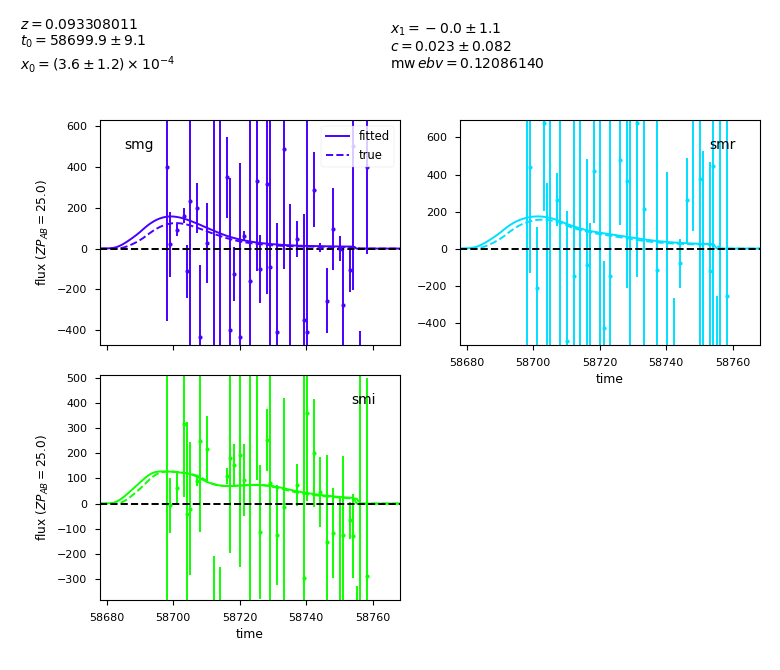 z = 0.093308011
t₀ = 58699.9 ± 9.1
x₀ = (3.6 ± 1.2) × 10⁻⁴
x₁ = −0.0 ± 1.1
c = 0.023 ± 0.082
mw ebv = 0.12086140
smg
fitted
true
600
400
200
0
−200
−400
flux (ZP_AB = 25.0)
smr
600
400
200
0
−200
−400
58680 58700 58720 58740 58760
time
smi
500
400
300
200
100
0
−100
−200
−300
flux (ZP_AB = 25.0)
58680 58700 58720 58740 58760
time